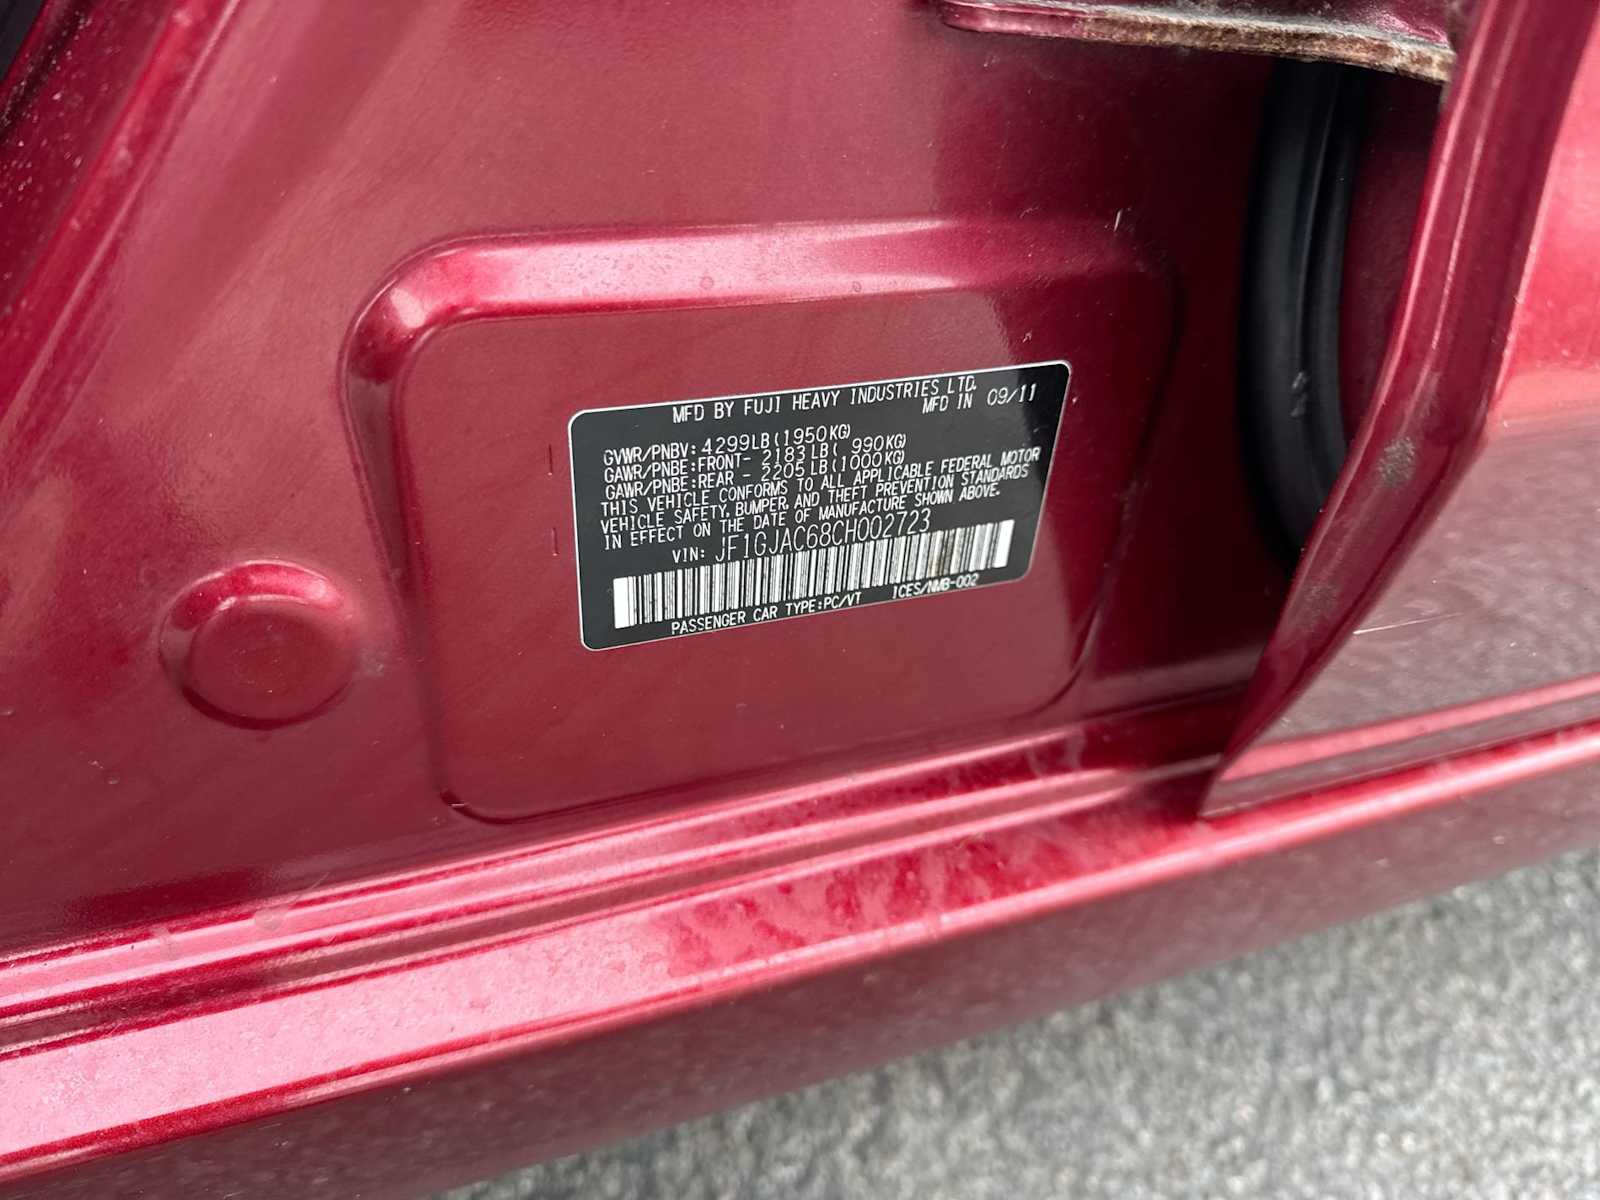 MFD BY FUJI HEAVY INDUSTRIES LTD.
MFD IN 09/11
GVWR/PNBV: 4299LB(1950KG)
GAWR/PNBE:FRONT- 2183LB( 990KG)
GAWR/PNBE:REAR - 2205LB(1000KG)
THIS VEHICLE CONFORMS TO ALL APPLICABLE FEDERAL MOTOR
VEHICLE SAFETY, BUMPER, AND THEFT PREVENTION STANDARDS
IN EFFECT ON THE DATE OF MANUFACTURE SHOWN ABOVE.
VIN: JF1GJAC68CH002723
PASSENGER CAR TYPE:PC/VT ICES/NMB-002